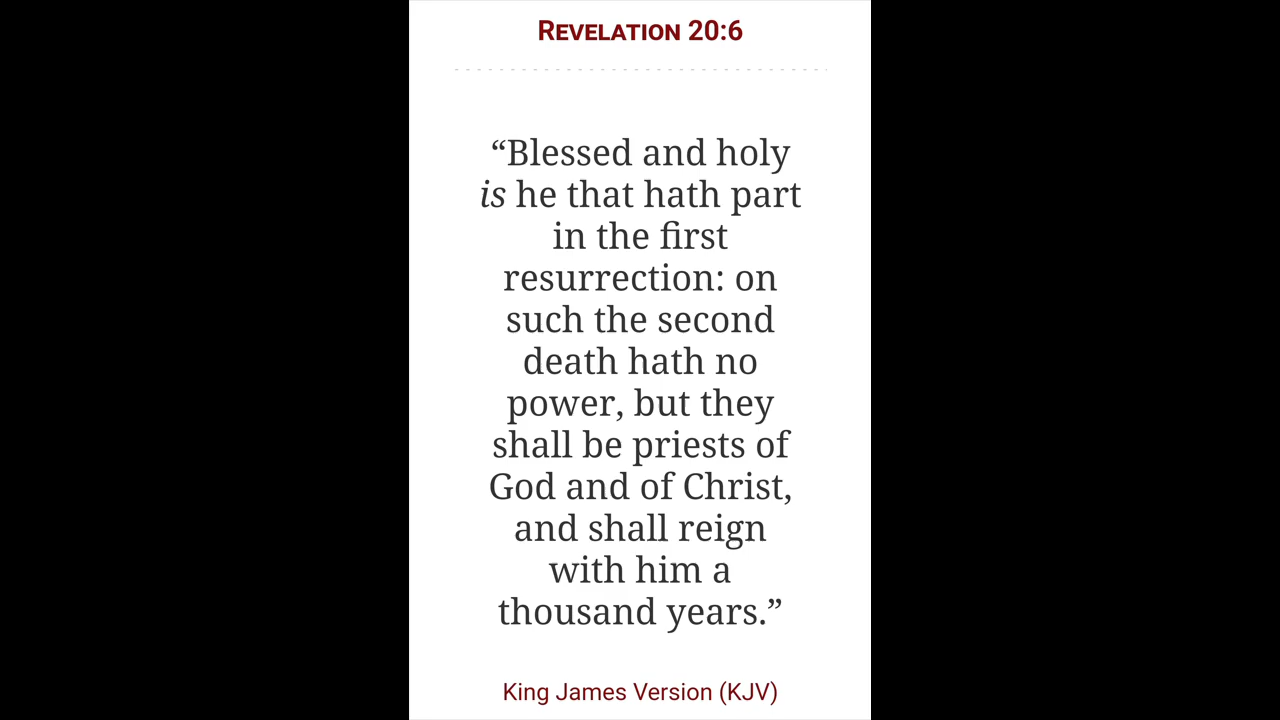 Revelation 20:6
“Blessed and holy
is he that hath part
in the first
resurrection: on
such the second
death hath no
power, but they
shall be priests of
God and of Christ,
and shall reign
with him a
thousand years.”
King James Version (KJV)